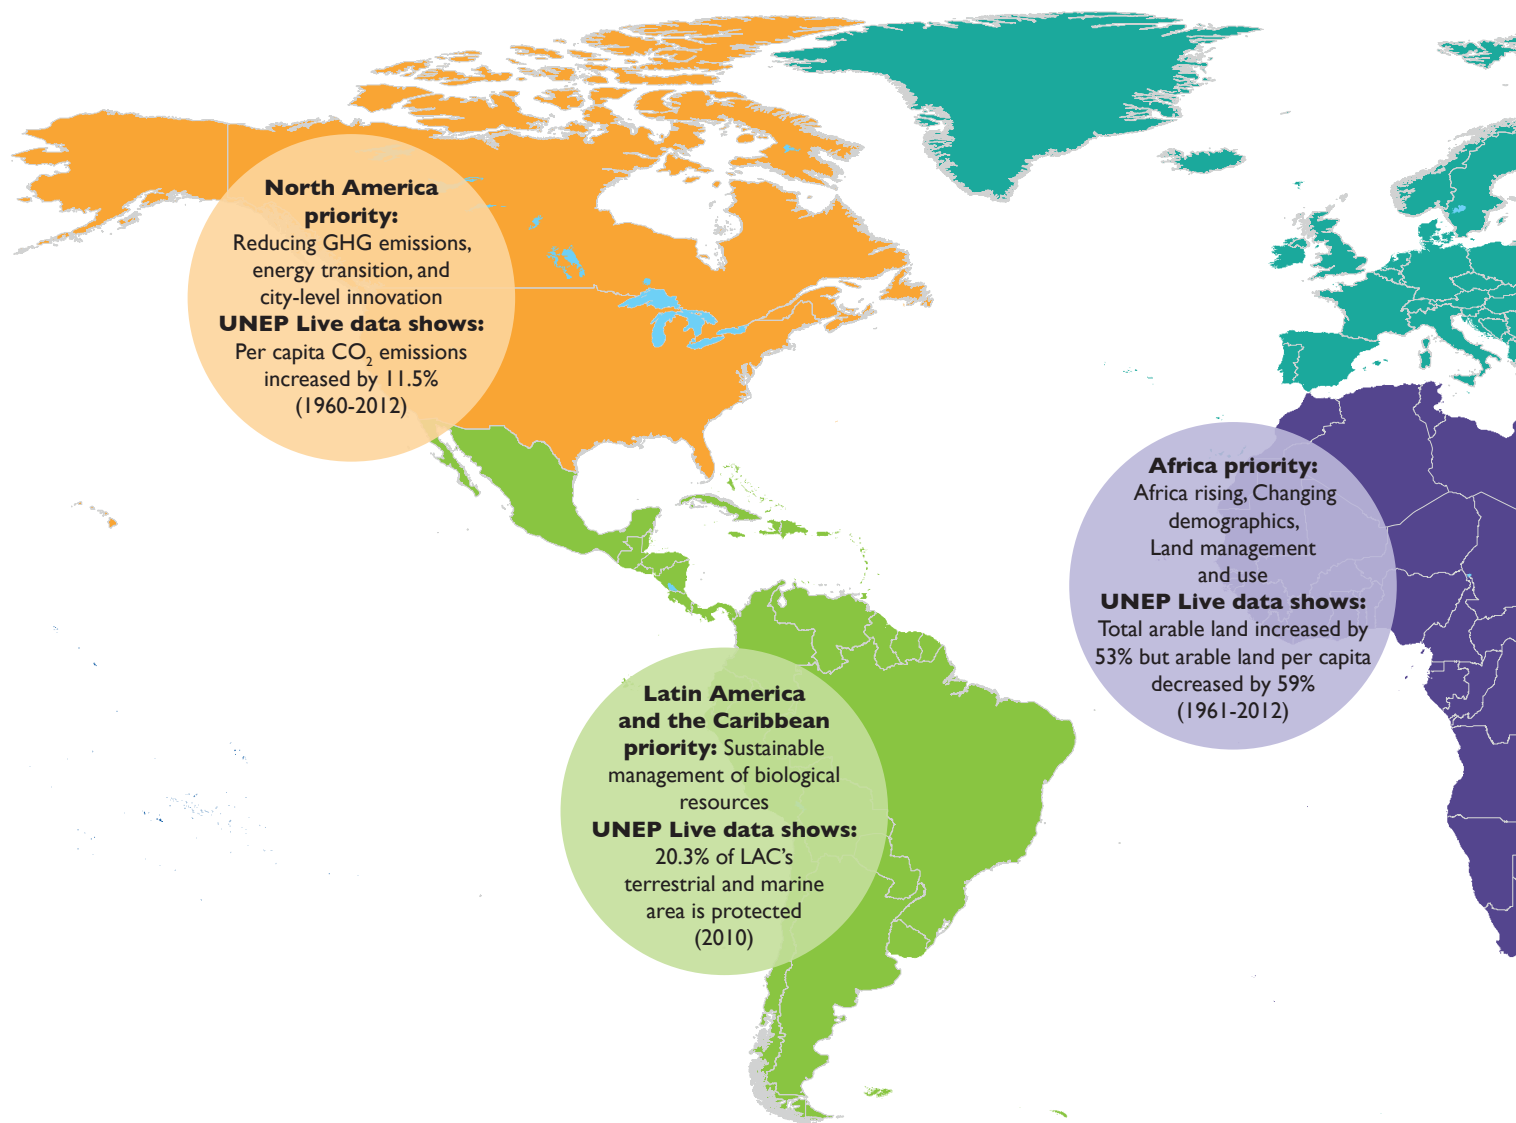 North America
priority:
Reducing GHG emissions,
energy transition, and
city-level innovation
UNEP Live data shows:
Per capita CO₂ emissions
increased by 11.5%
(1960-2012)
Africa priority:
Africa rising, Changing
demographics,
Land management
and use
UNEP Live data shows:
Total arable land increased by
53% but arable land per capita
decreased by 59%
(1961-2012)
Latin America
and the Caribbean
priority: Sustainable
management of biological
resources
UNEP Live data shows:
20.3% of LAC’s
terrestrial and marine
area is protected
(2010)